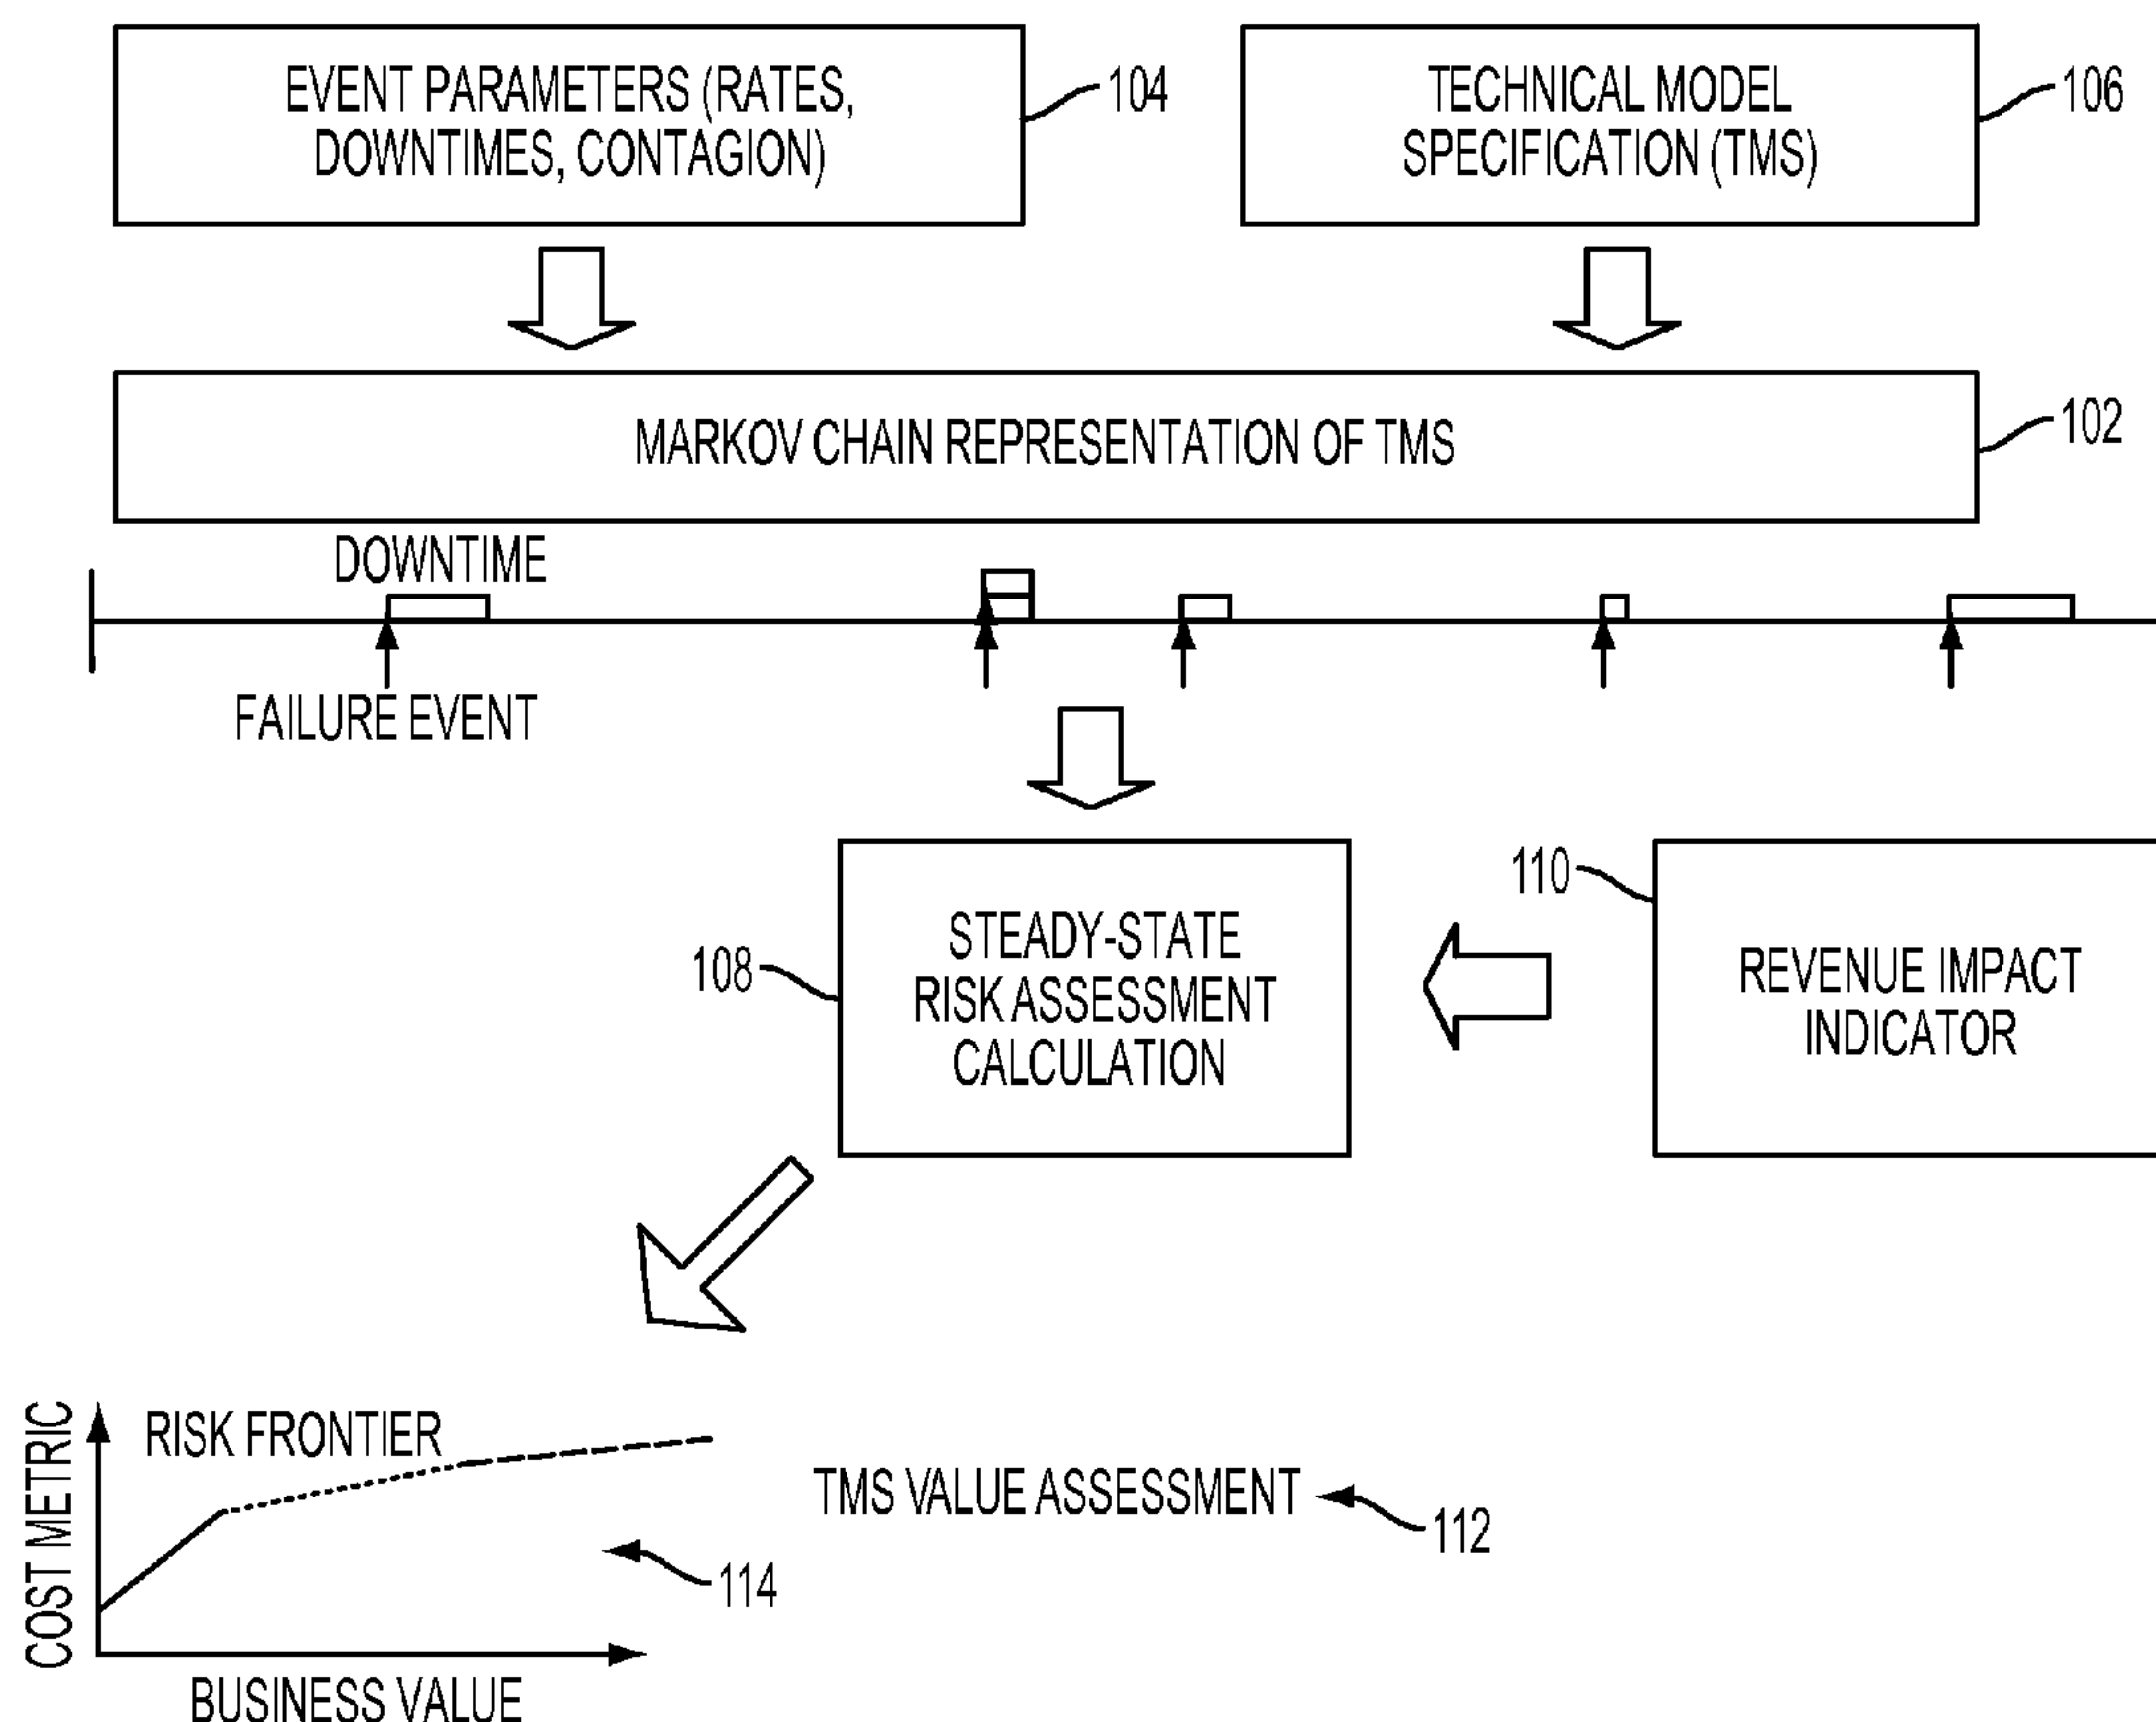 EVENT PARAMETERS (RATES,
DOWNTIMES, CONTAGION)
104
TECHNICAL MODEL
SPECIFICATION (TMS)
106
MARKOV CHAIN REPRESENTATION OF TMS
102
DOWNTIME
FAILURE EVENT
108
STEADY-STATE
RISK ASSESSMENT
CALCULATION
110
REVENUE IMPACT
INDICATOR
COST METRIC
RISK FRONTIER
BUSINESS VALUE
114
TMS VALUE ASSESSMENT
112